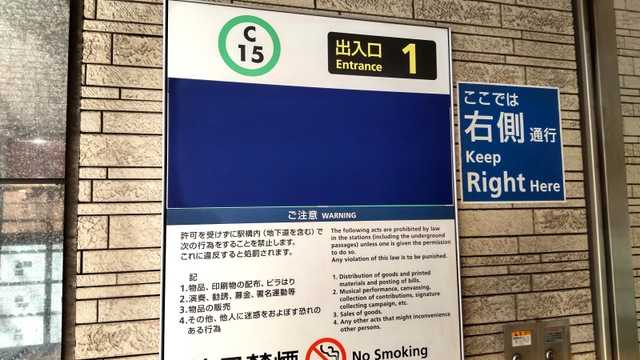 C
15
出入口
Entrance
1
ここでは
右側通行
Keep
Right Here
ご注意 WARNING
許可を受けずに駅構内（地下道を含む）で
次の行為をすることを禁止します。
これに違反すると処罰されます。
記
1.物品、印刷物の配布、ビラはり
2.演奏、勧誘、募金、署名運動等
3.物品の販売
4.その他、他人に迷惑をおよぼす恐れの
ある行為
The following acts are prohibited by law
in the stations (including the underground
passages) unless one is given the permission
to do so.
Any violation of this law is to be punished.
1. Distribution of goods and printed
materials and posting of bills.
2. Musical performance, canvassing,
collection of contributions, signature
collecting campaign, etc.
3. Sales of goods.
4. Any other acts that might inconvenience
other persons.
No Smoking